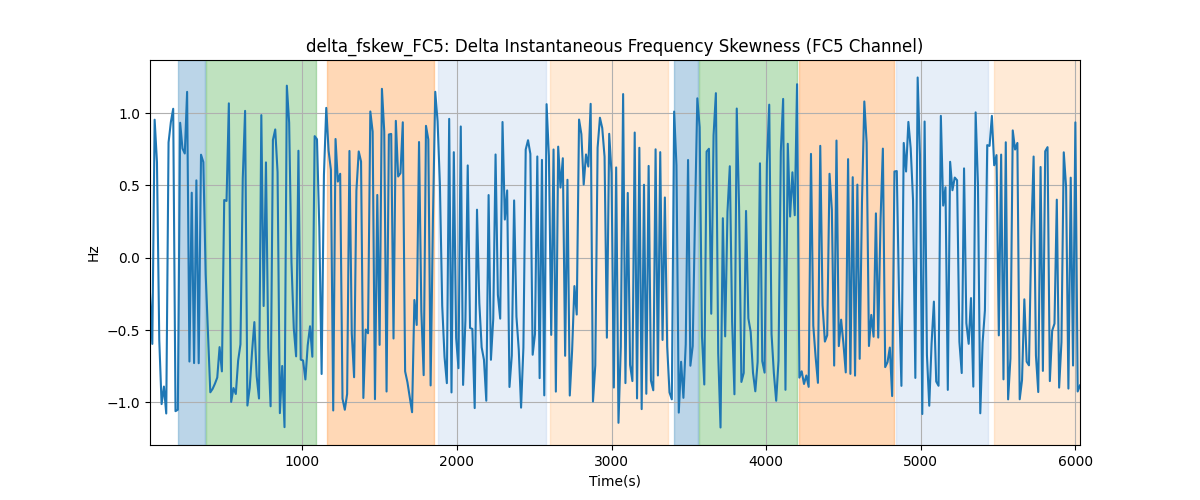 delta_fskew_FC5: Delta Instantaneous Frequency Skewness (FC5 Channel)
Hz
1.0
0.5
0.0
−0.5
−1.0
1000 2000 3000 4000 5000 6000
Time(s)